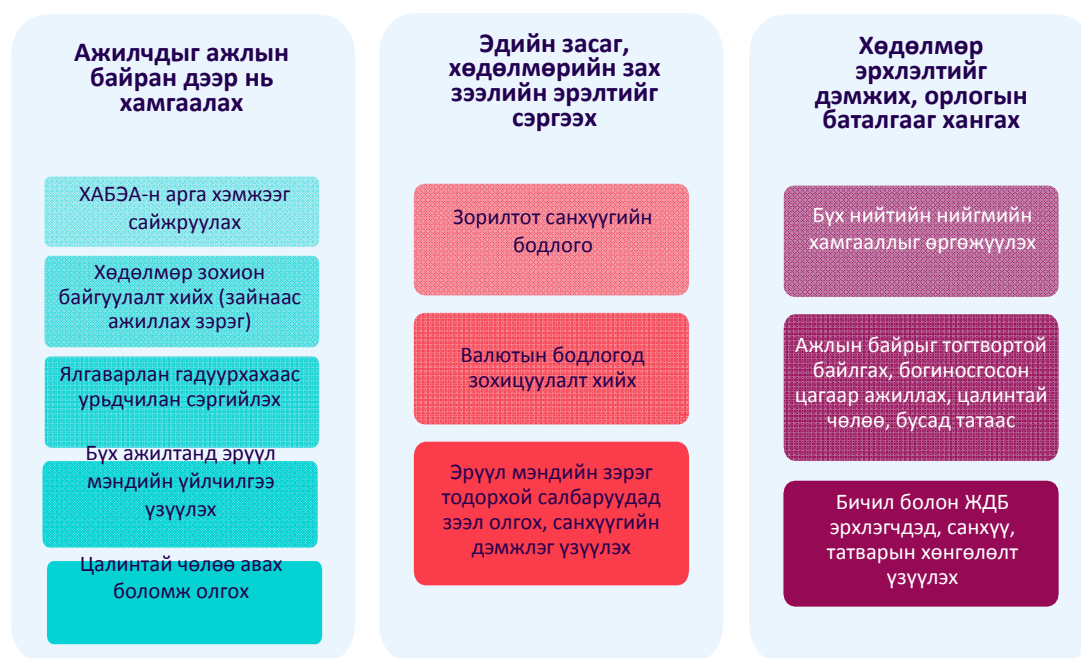 Ажилчдыг ажлын
байран дээр нь
хамгаалах
ХАБЭА-н арга хэмжээг
сайжруулах
Хөдөлмөр зохион
байгуулалт хийх (зайнаас
ажиллах зэрэг)
Ялгаварлан гадуурхахаас
урьдчилан сэргийлэх
Бүх ажилтанд эрүүл
мэндийн үйлчилгээ
үзүүлэх
Цалинтай чөлөө авах
боломж олгох
Эдийн засаг,
хөдөлмөрийн зах
зээлийн эрэлтийг
сэргээх
Зорилтот санхүүгийн
бодлого
Валютын бодлогод
зохицуулалт хийх
Эрүүл мэндийн зэрэг
тодорхой салбаруудад
зээл олгох, санхүүгийн
дэмжлэг үзүүлэх
Хөдөлмөр
эрхлэлтийг
дэмжих, орлогын
баталгааг хангах
Бүх нийтийн нийгмийн
хамгааллыг өргөжүүлэх
Ажлын байрыг тогтвортой
байлгах, богиносгосон
цагаар ажиллах, цалинтай
чөлөө, бусад татаас
Бичил болон ЖДБ
эрхлэгчдэд, санхүү,
татварын хөнгөлөлт
үзүүлэх